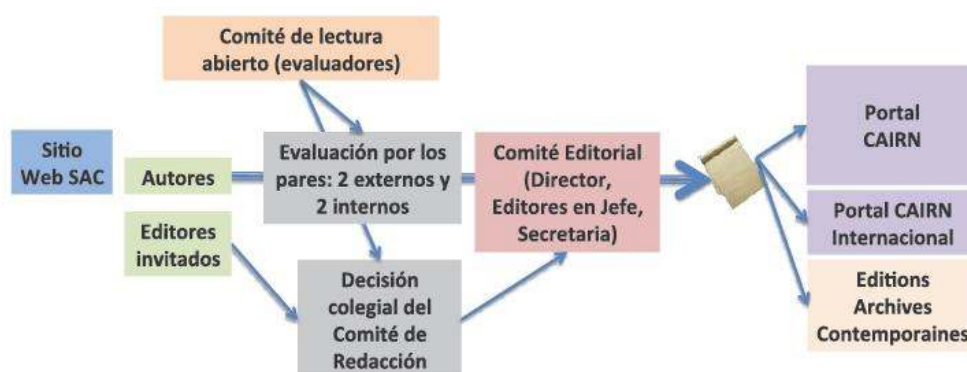 Comité de lectura
abierto (evaluadores)
Sitio
Web SAC
Autores
Editores
invitados
Evaluación por los
pares: 2 externos y
2 internos
Decisión
colegial del
Comité de
Redacción
Comité Editorial
(Director,
Editores en Jefe,
Secretaria)
Portal
CAIRN
Portal CAIRN
Internacional
Editions
Archives
Contemporaines